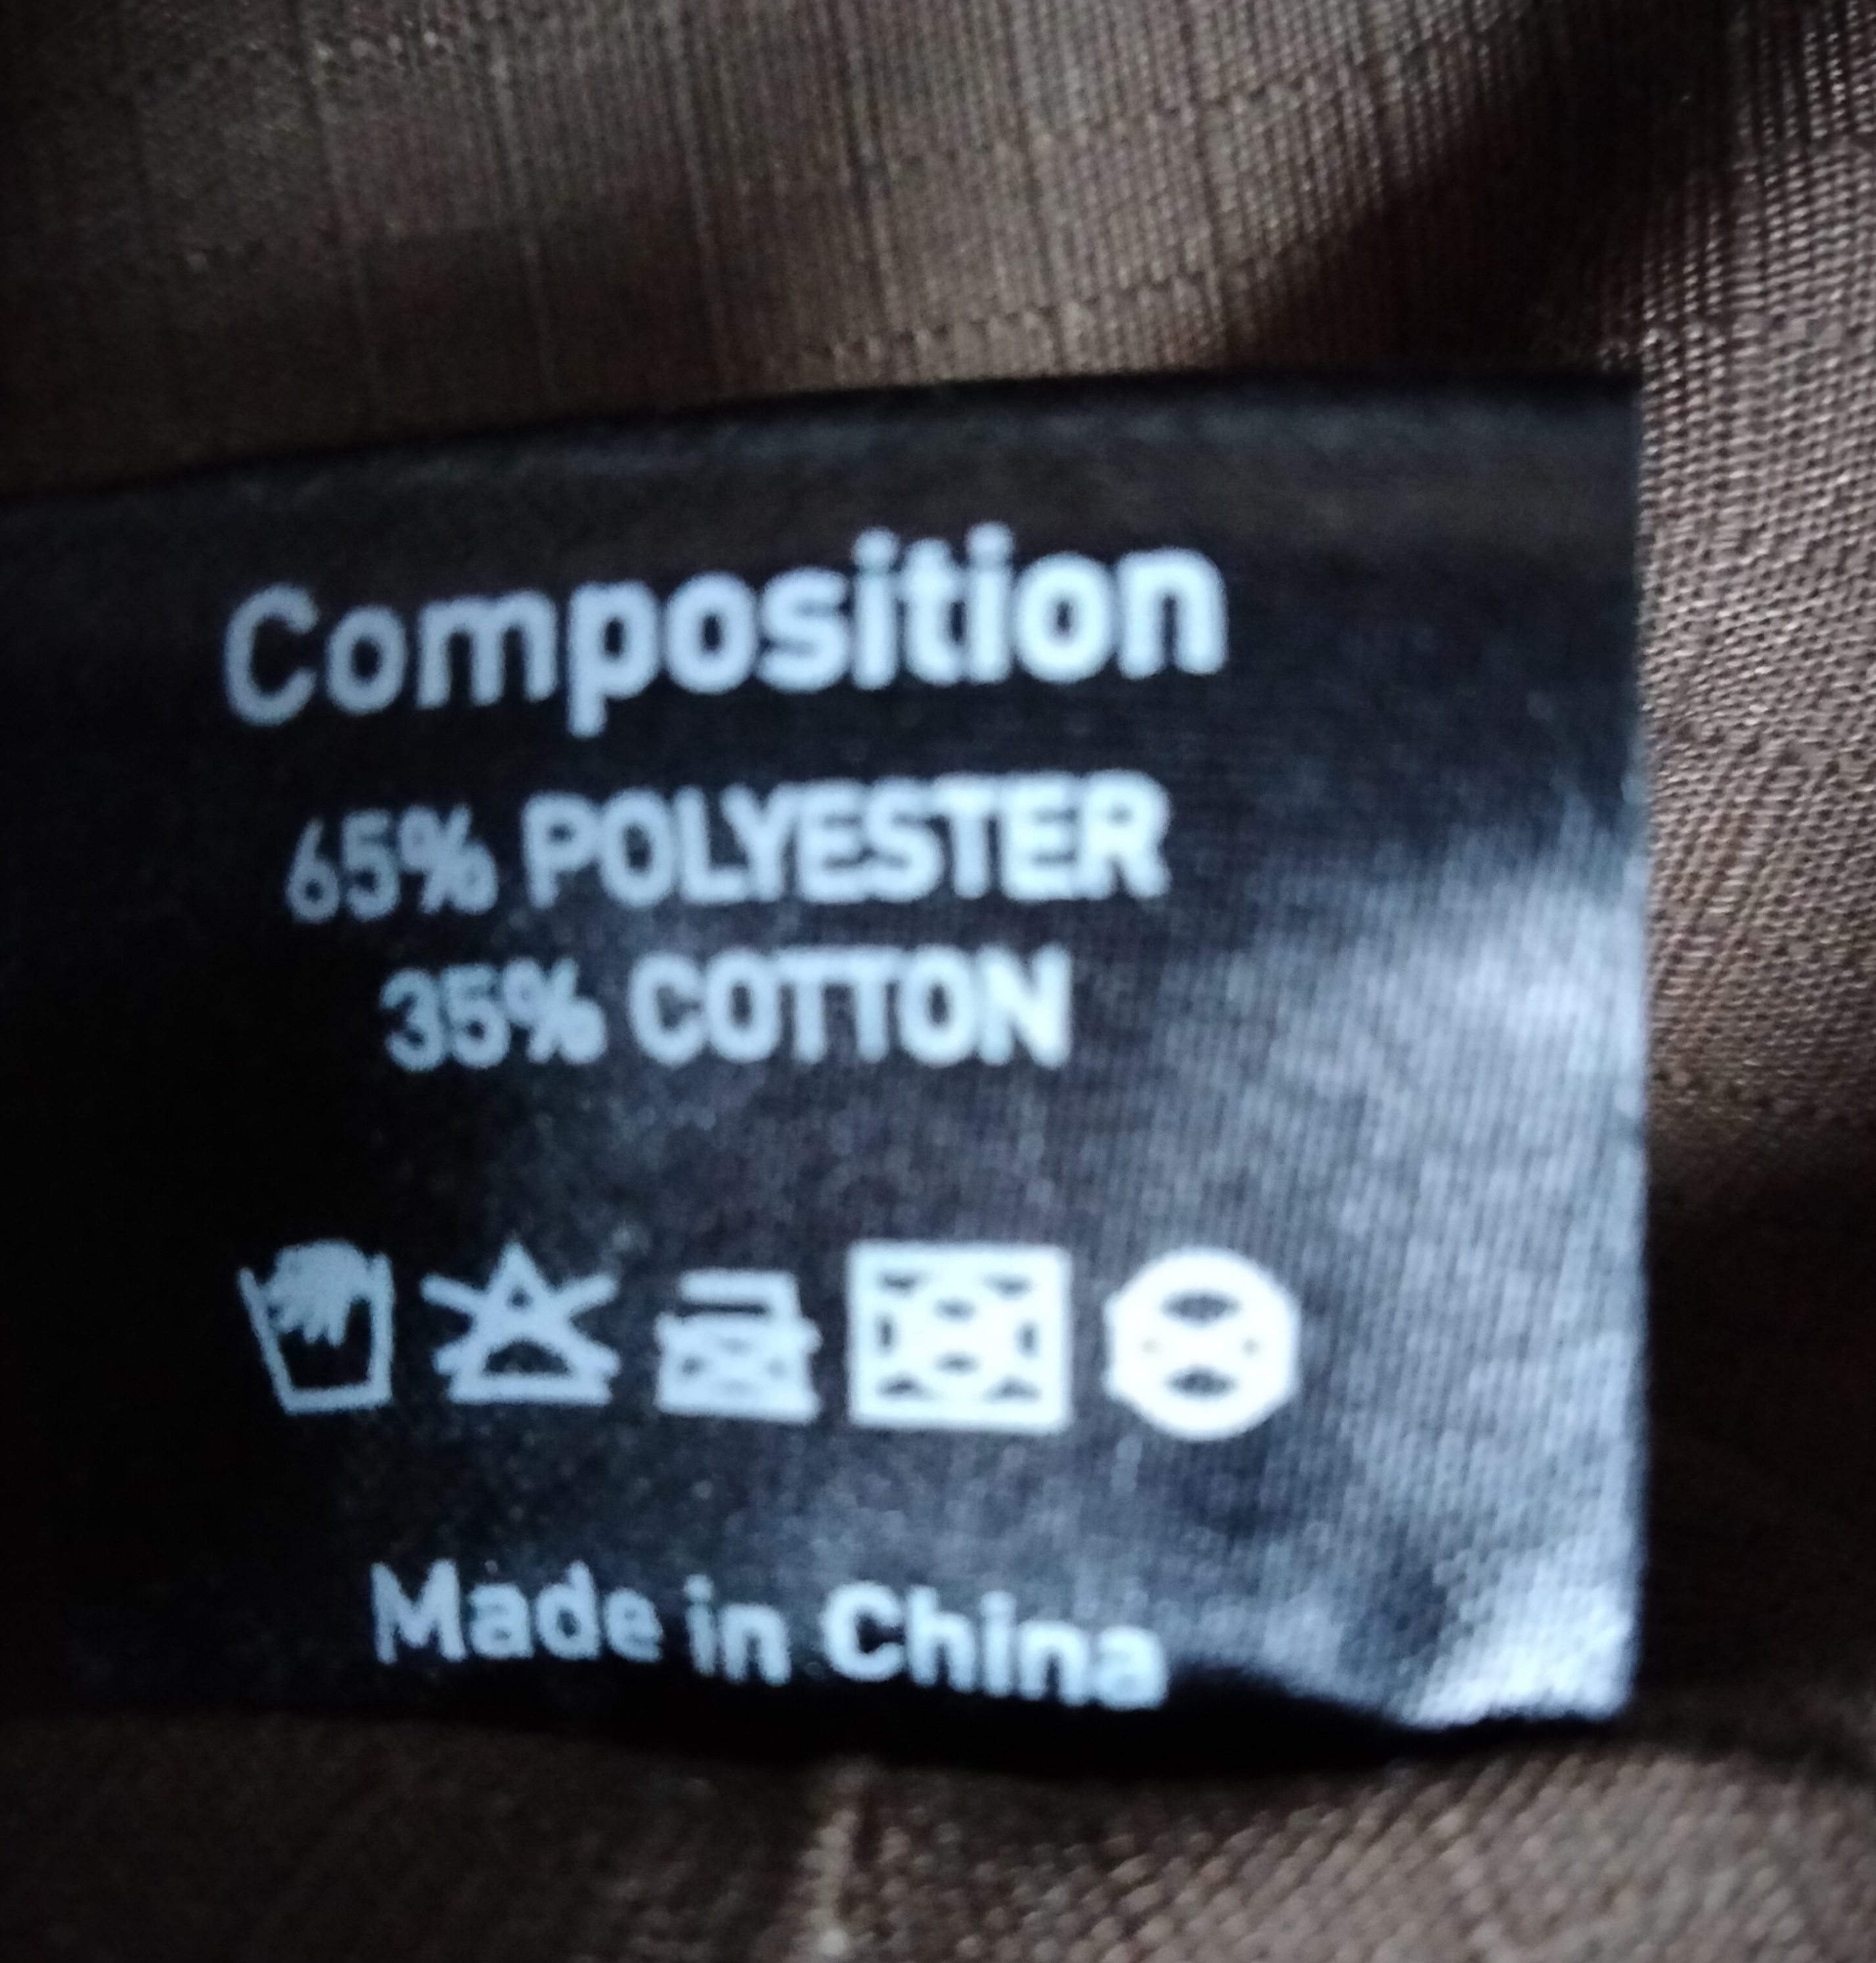 Composition
65% POLYESTER
35% COTTON
Made in China